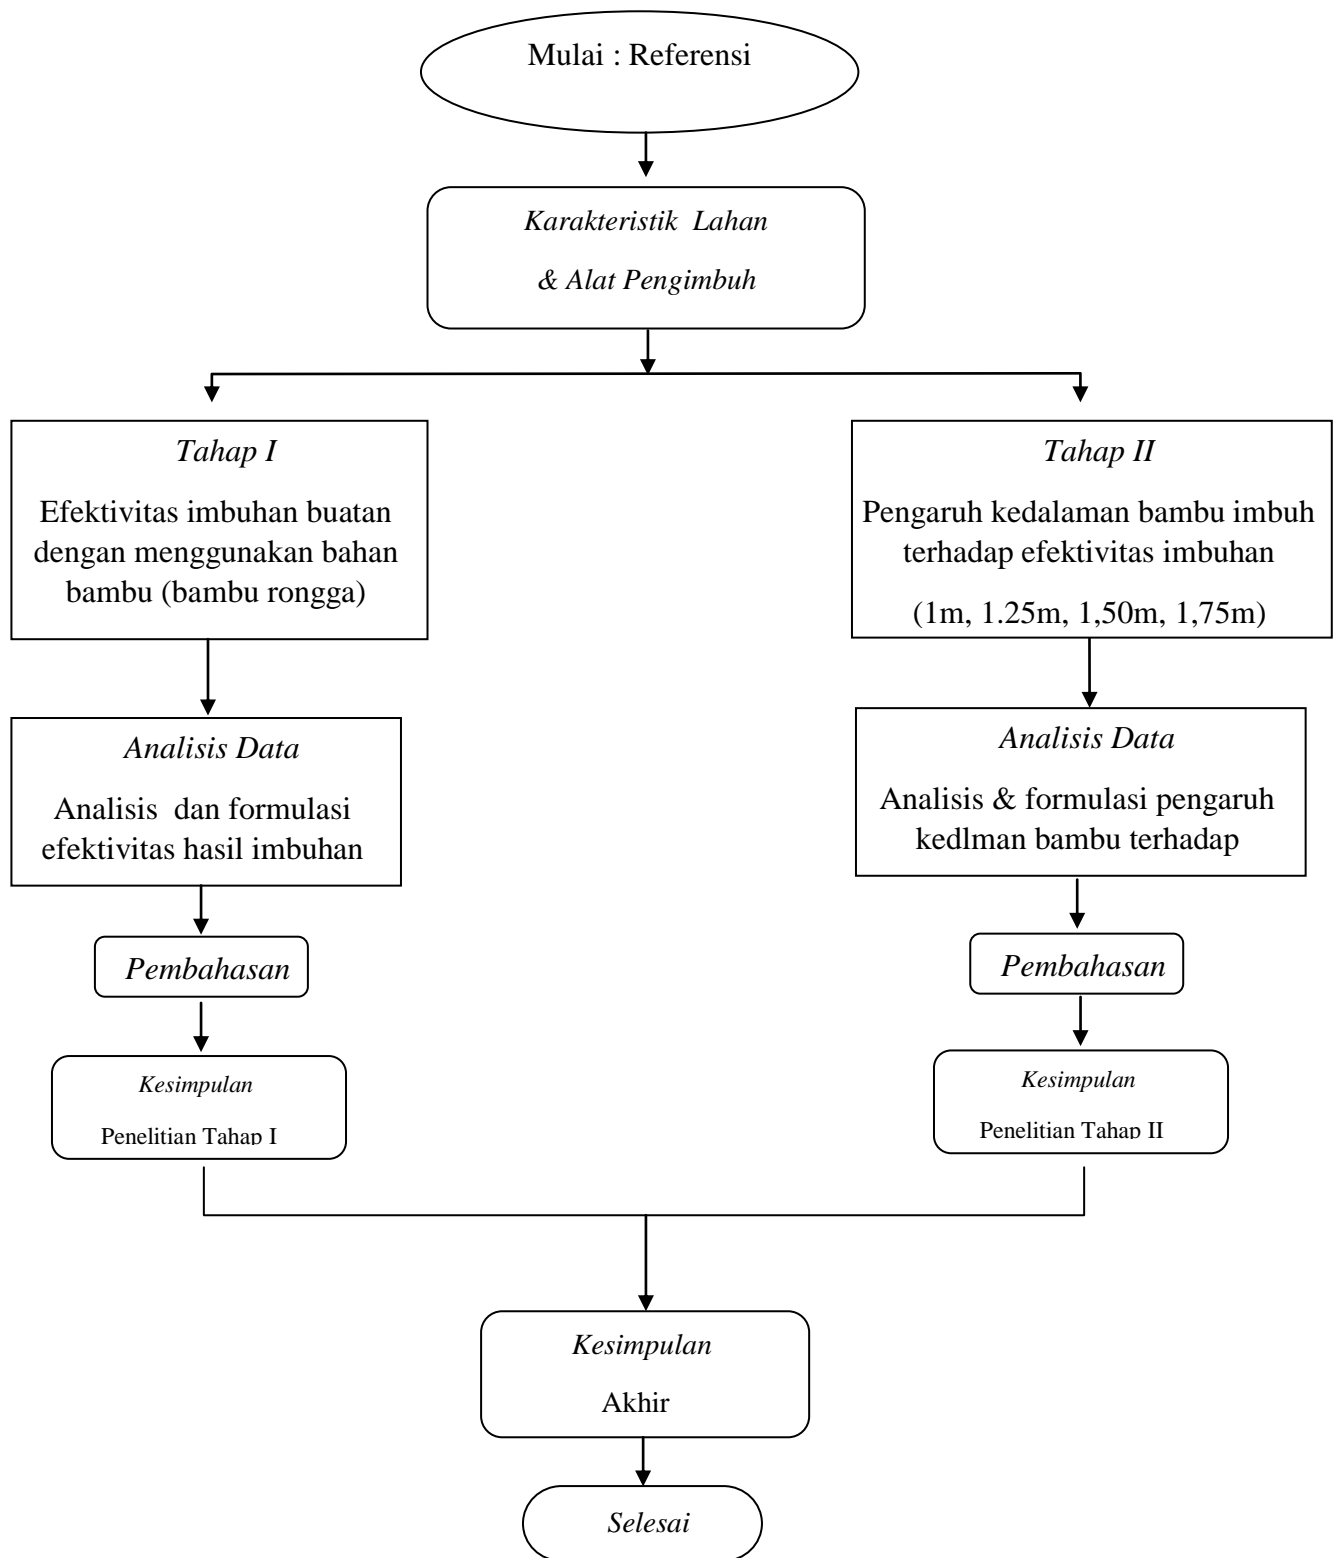 Mulai : Referensi
Karakteristik Lahan
& Alat Pengimbuh
Tahap I
Efektivitas imbuhan buatan
dengan menggunakan bahan
bambu (bambu rongga)
Tahap II
Pengaruh kedalaman bambu imbuh
terhadap efektivitas imbuhan
(1m, 1.25m, 1,50m, 1,75m)
Analisis Data
Analisis dan formulasi
efektivitas hasil imbuhan
Analisis Data
Analisis & formulasi pengaruh
kedlman bambu terhadap
Pembahasan
Pembahasan
Kesimpulan
Penelitian Tahap I
Kesimpulan
Penelitian Tahap II
Kesimpulan
Akhir
Selesai